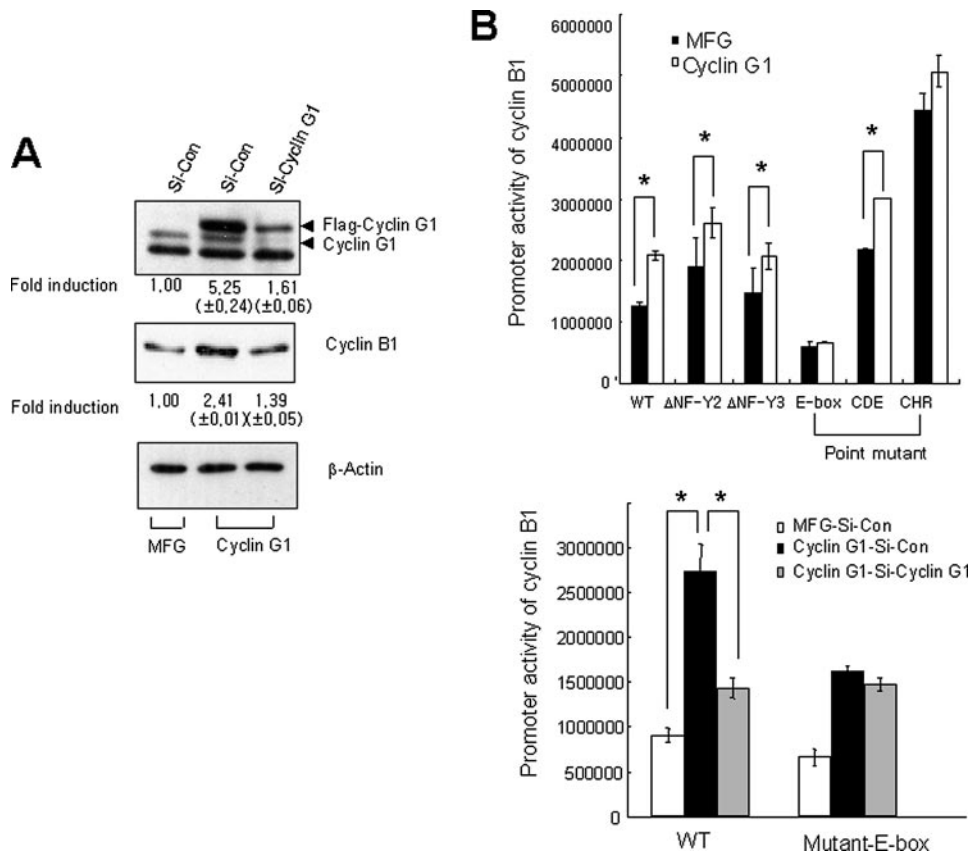 A
Si-Con
Si-Con
Si-Cyclin G1
Flag-Cyclin G1
Cyclin G1
Fold induction 1,00 5,25 1,61
(±0,24) (±0,06)
Cyclin B1
Fold induction 1,00 2,41 1,39
(±0,01)(±0,05)
β-Actin
MFG Cyclin G1
B
Promoter activity of cyclin B1
6000000
5000000
4000000
3000000
2000000
1000000
0
MFG
Cyclin G1
* * * *
WT ΔNF-Y2 ΔNF-Y3 E-box CDE CHR
Point mutant
Promoter activity of cyclin B1
3000000
2500000
2000000
1500000
1000000
500000
0
* *
MFG-Si-Con
Cyclin G1-Si-Con
Cyclin G1-Si-Cyclin G1
WT Mutant-E-box